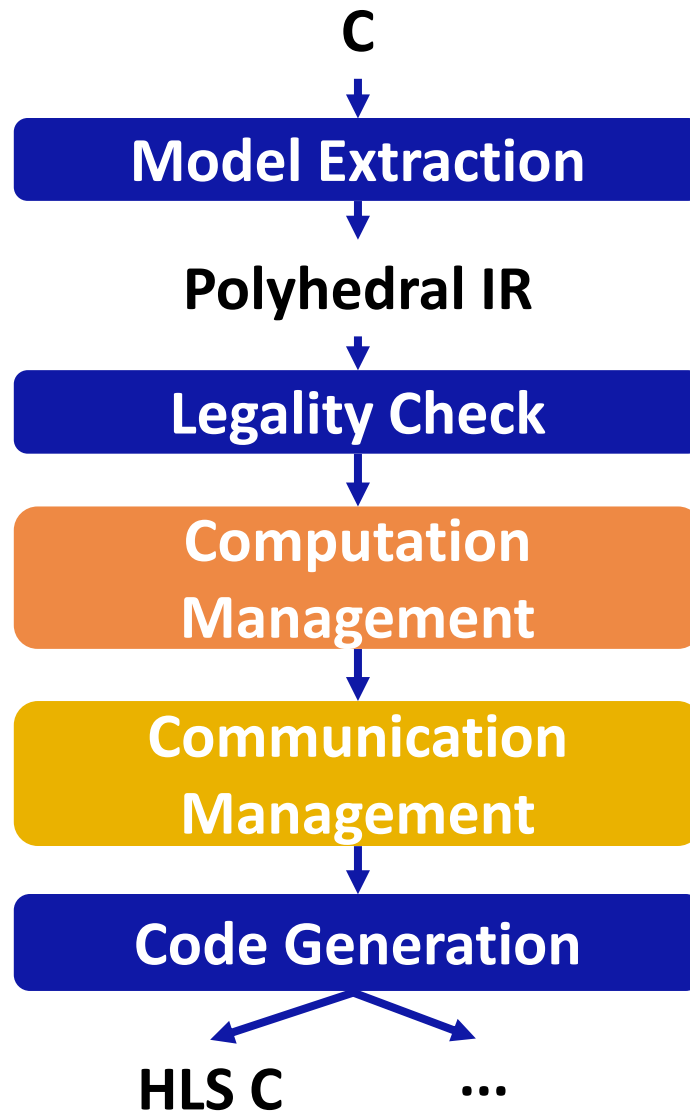 C
Model Extraction
Polyhedral IR
Legality Check
Computation
Management
Communication
Management
Code Generation
HLS C ...